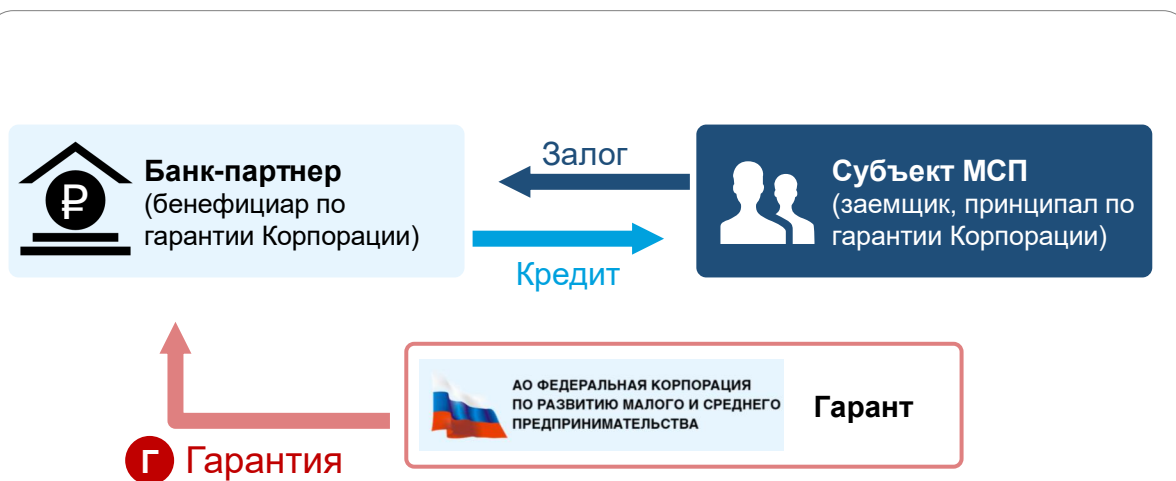 Банк-партнер
(бенефициар по
гарантии Корпорации)
Залог
Кредит
Субъект МСП
(заемщик, принципал по
гарантии Корпорации)
АО ФЕДЕРАЛЬНАЯ КОРПОРАЦИЯ
ПО РАЗВИТИЮ МАЛОГО И СРЕДНЕГО
ПРЕДПРИНИМАТЕЛЬСТВА
Гарант
Г Гарантия